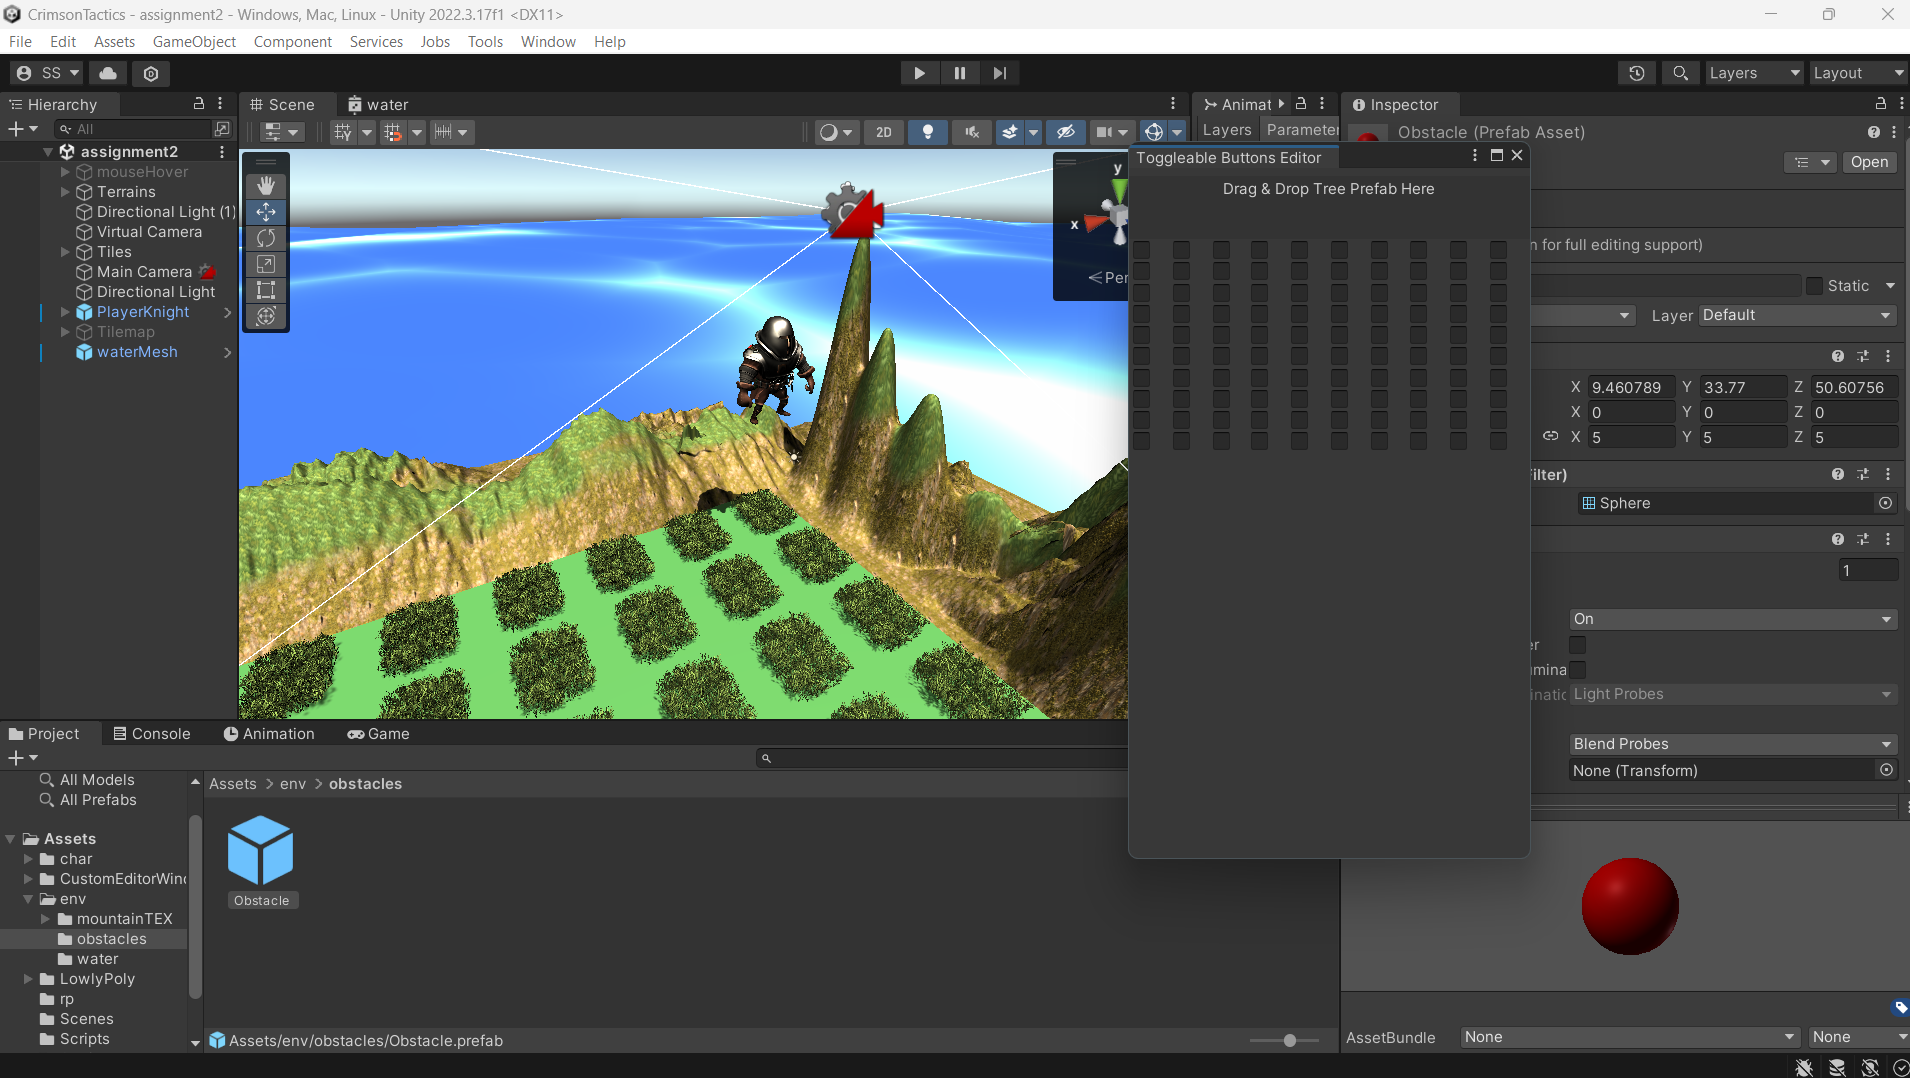 CrimsonTactics - assignment2 - Windows, Mac, Linux - Unity 2022.3.17f1 <DX11>
File Edit Assets GameObject Component Services Jobs Tools Window Help
SS
Layers
Layout
Hierarchy
All
assignment2
mouseHover
Terrains
Directional Light (1)
Virtual Camera
Tiles
Main Camera
Directional Light
PlayerKnight
Tilemap
waterMesh
Scene
water
2D
y
x
Per
Animat
Layers Parameter
Toggleable Buttons Editor
Drag & Drop Tree Prefab Here
Inspector
Obstacle (Prefab Asset)
Open
n for full editing support)
Static
Layer Default
X 9.460789 Y 33.77 Z 50.60756
X 0 Y 0 Z 0
X 5 Y 5 Z 5
ilter)
Sphere
1
On
er
umina
inatic Light Probes
Blend Probes
None (Transform)
Project Console Animation Game
All Models
All Prefabs
Assets
char
CustomEditorWin
env
mountainTEX
obstacles
water
LowlyPoly
rp
Scenes
Scripts
Assets > env > obstacles
Obstacle
Assets/env/obstacles/Obstacle.prefab
AssetBundle None None